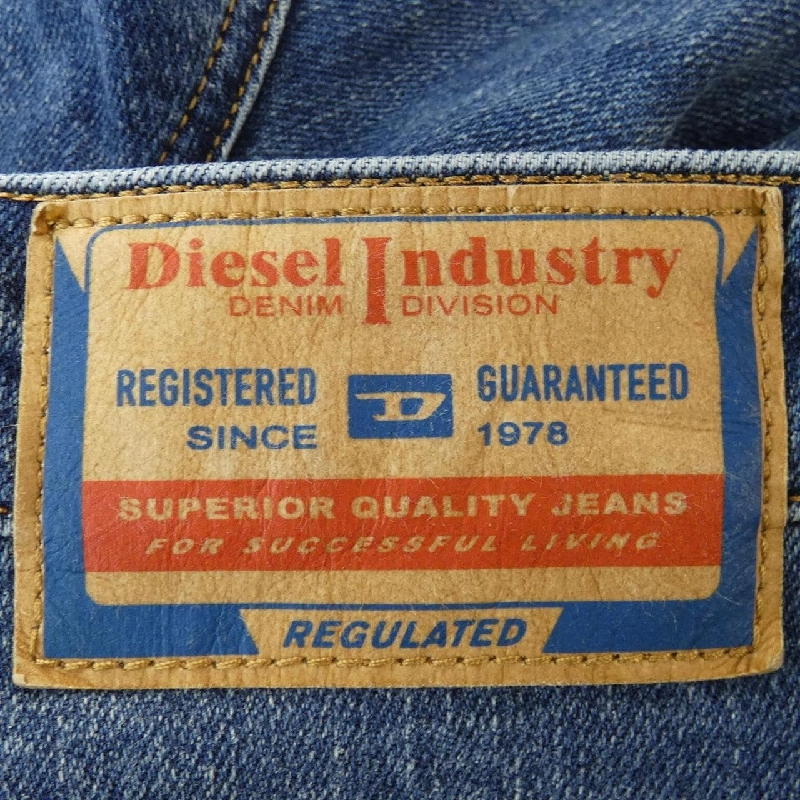 Diesel Industry
DENIM DIVISION
REGISTERED D GUARANTEED
SINCE 1978
SUPERIOR QUALITY JEANS
FOR SUCCESSFUL LIVING
REGULATED